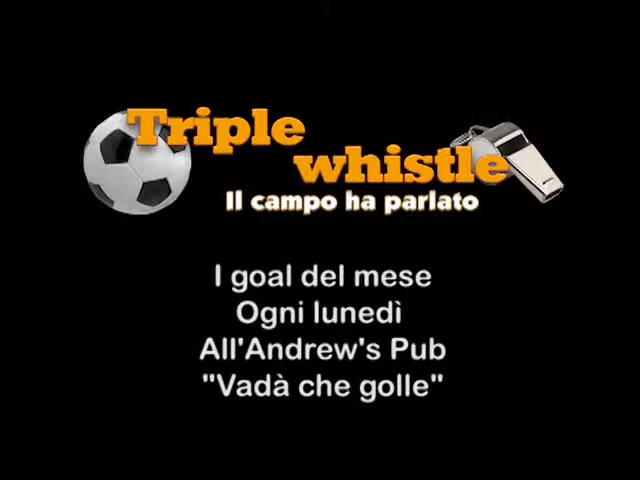 Triple
whistle
Il campo ha parlato
I goal del mese
Ogni lunedì
All'Andrew's Pub
"Vadà che golle"